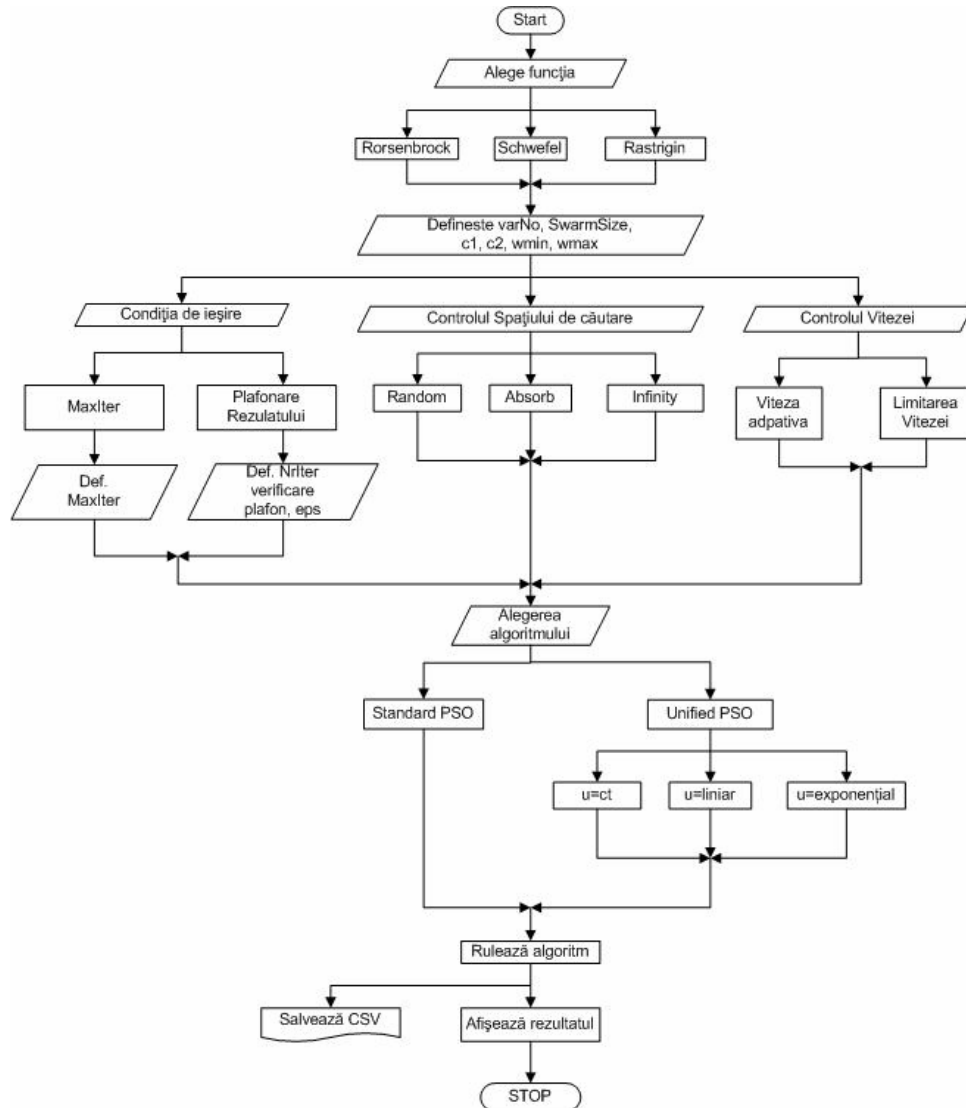 Start
Alege funcţia
Rorsenbrock
Schwefel
Rastrigin
Defineste varNo, SwarmSize,
c1, c2, wmin, wmax
Condiţia de ieşire
Controlul Spaţiului de căutare
Controlul Vitezei
MaxIter
Plafonare
Rezulatului
Random
Absorb
Infinity
Viteza
adpativa
Limitarea
Vitezei
Def.
MaxIter
Def. NrIter
verificare
plafon, eps
Alegerea
algoritmului
Standard PSO
Unified PSO
u=ct
u=liniar
u=exponenţial
Rulează algoritm
Salvează CSV
Afişează rezultatul
STOP